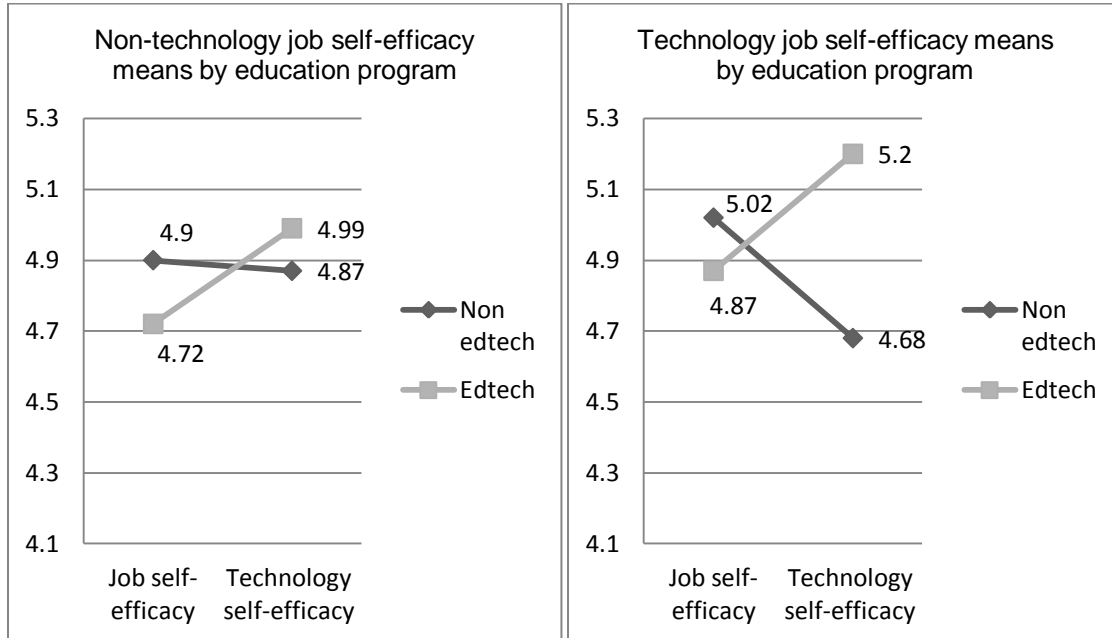 Non-technology job self-efficacy
means by education program
5.3
5.1
4.9
4.7
4.5
4.3
4.1
4.9
4.99
4.87
4.72
Non
edtech
Edtech
Job self-
efficacy
Technology
self-efficacy
Technology job self-efficacy means
by education program
5.3
5.1
4.9
4.7
4.5
4.3
4.1
5.2
5.02
4.87
4.68
Non
edtech
Edtech
Job self-
efficacy
Technology
self-efficacy